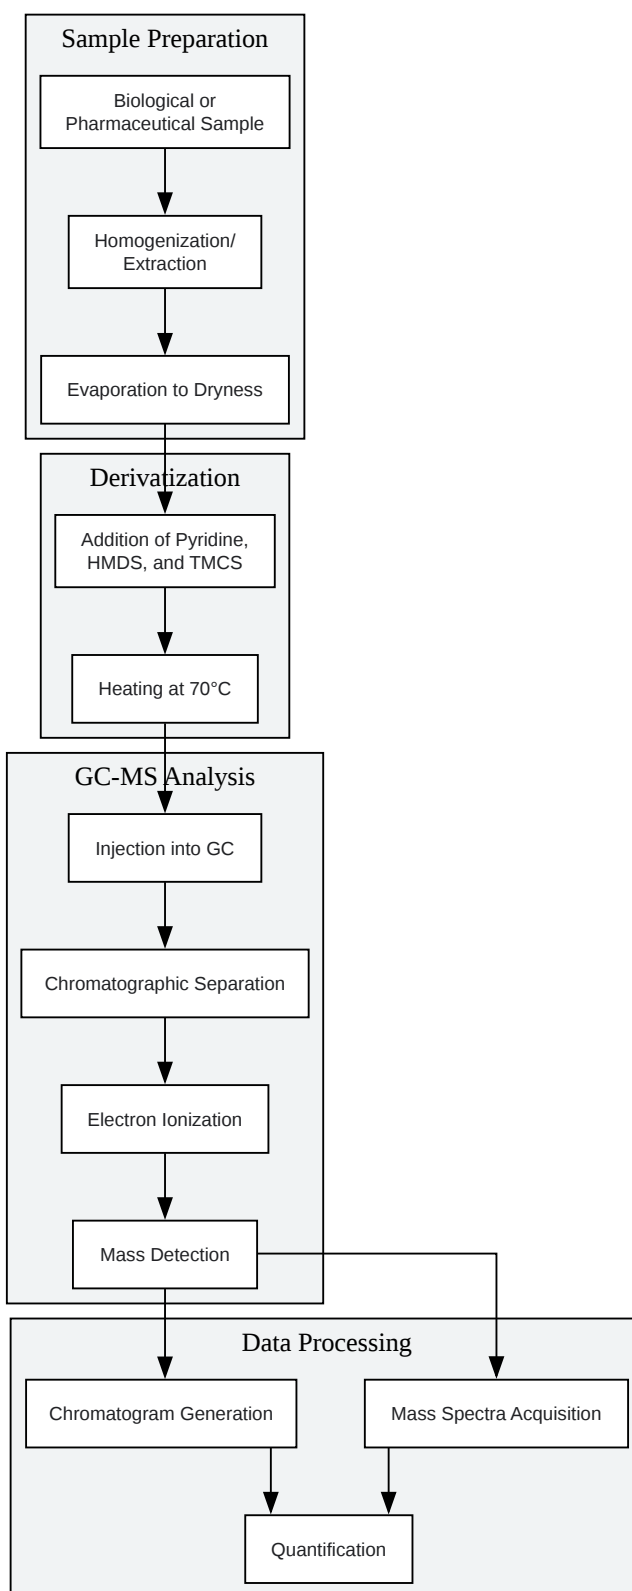 Sample Preparation
Biological or
Pharmaceutical Sample
Homogenization/
Extraction
Evaporation to Dryness
Derivatization
Addition of Pyridine,
HMDS, and TMCS
Heating at 70°C
GC-MS Analysis
Injection into GC
Chromatographic Separation
Electron Ionization
Mass Detection
Data Processing
Chromatogram Generation
Mass Spectra Acquisition
Quantification